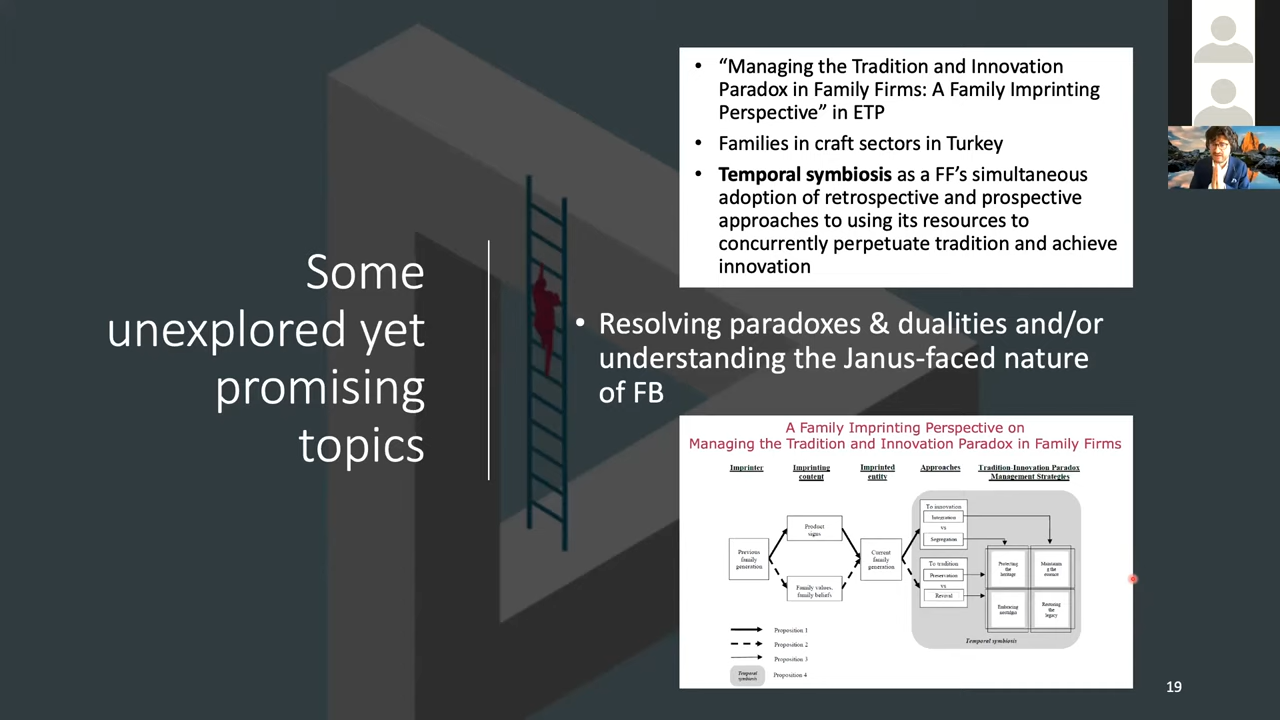 Some
unexplored yet
promising
topics
• “Managing the Tradition and Innovation
Paradox in Family Firms: A Family Imprinting
Perspective” in ETP
• Families in craft sectors in Turkey
• Temporal symbiosis as a FF’s simultaneous
adoption of retrospective and prospective
approaches to using its resources to
concurrently perpetuate tradition and achieve
innovation
• Resolving paradoxes & dualities and/or
understanding the Janus-faced nature
of FB
A Family Imprinting Perspective on
Managing the Tradition and Innovation Paradox in Family Firms
Imprinter
Imprinting
content
Imprinted
entity
Approaches
Tradition-Innovation Paradox
Management Strategies
Previous
family
generation
Product
signs
Family values,
family beliefs
Current
family
generation
To innovation
Integration
vs
Segregation
To tradition
Preservation
vs
Revival
Protecting
the
heritage
Maintainin
g the
essence
Embracing
nostalgia
Restoring
the
legacy
Temporal symbiosis
Proposition 1
Proposition 2
Proposition 3
Temporal
symbiosis
Proposition 4
19